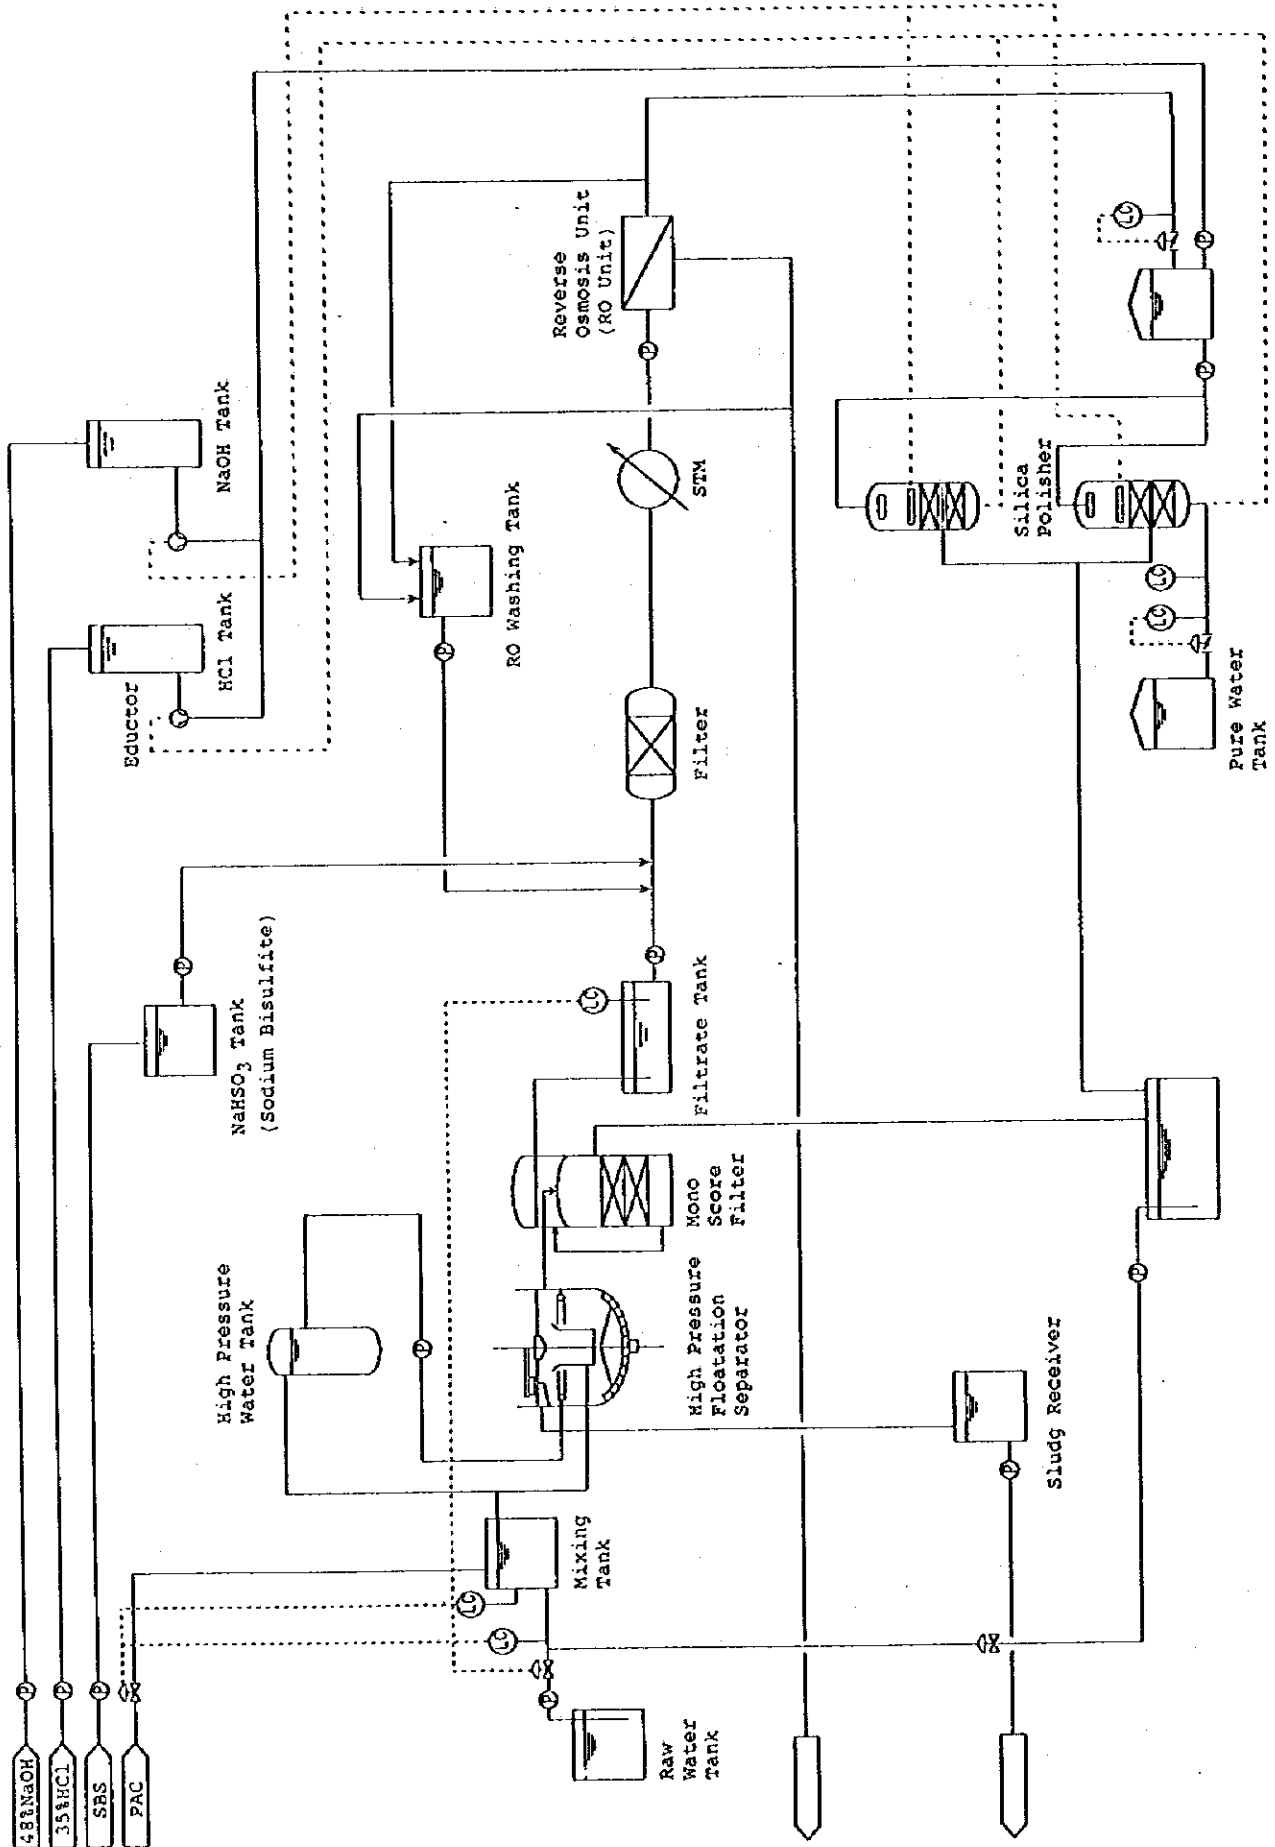 48%NaOH
P
35%HCl
P
SBS
P
PAC
NaOH Tank
HCl Tank
Eductor
NaHSO3 Tank
(Sodium Bisulfite)
P
RO Washing Tank
P
High Pressure
Water Tank
P
Reverse
Osmosis Unit
(RO Unit)
P
STM
Filter
P
LC
Filtrate Tank
Mono
Score
Filter
High Pressure
Floatation
Separator
LC
LC
Mixing
Tank
P
Raw
Water
Tank
Silica
Polisher
LC
P
P
LC
LC
Pure Water
Tank
P
Sludg Receiver
P